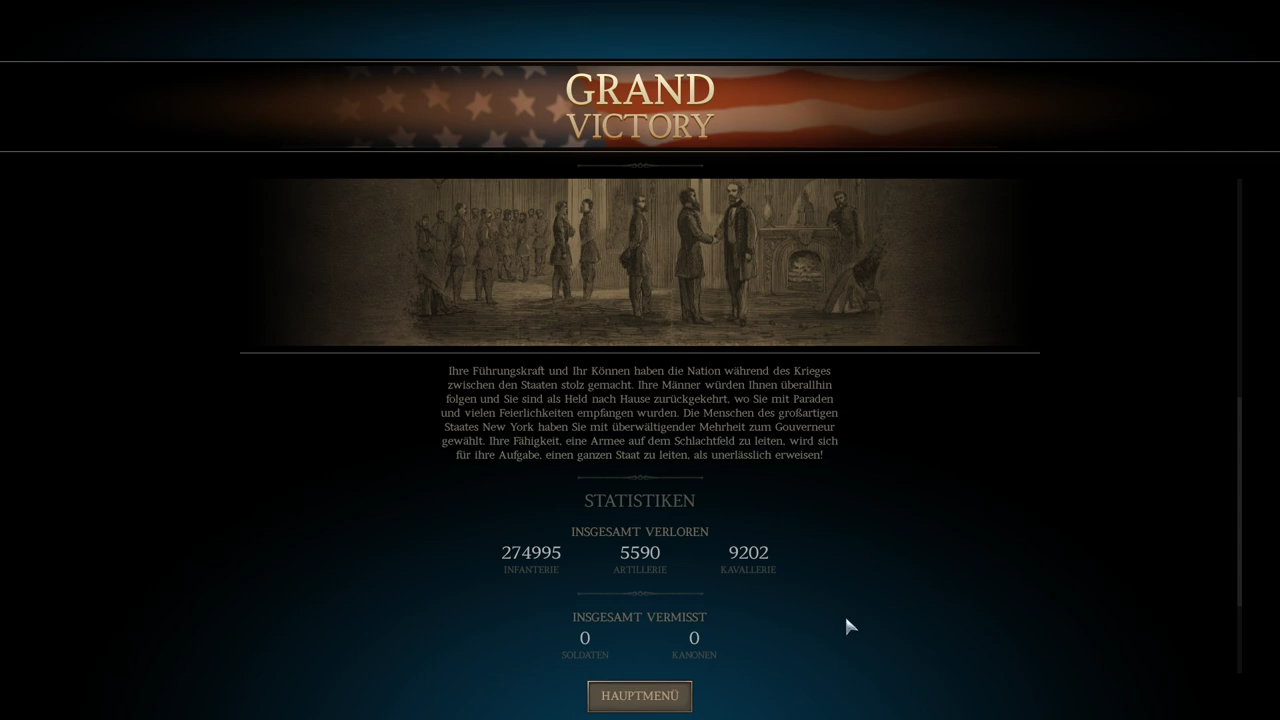 GRAND
VICTORY
Ihre Führungskraft und Ihr Können haben die Nation während des Krieges
zwischen den Staaten stolz gemacht. Ihre Männer würden Ihnen überallhin
folgen und Sie sind als Held nach Hause zurückgekehrt, wo Sie mit Paraden
und vielen Feierlichkeiten empfangen wurden. Die Menschen des großartigen
Staates New York haben Sie mit überwältigender Mehrheit zum Gouverneur
gewählt. Ihre Fähigkeit, eine Armee auf dem Schlachtfeld zu leiten, wird sich
für ihre Aufgabe, einen ganzen Staat zu leiten, als unerlässlich erweisen!
STATISTIKEN
INSGESAMT VERLOREN
274995 5590 9202
INFANTERIE ARTILLERIE KAVALLERIE
INSGESAMT VERMISST
0 0
SOLDATEN KANONEN
HAUPTMENÜ